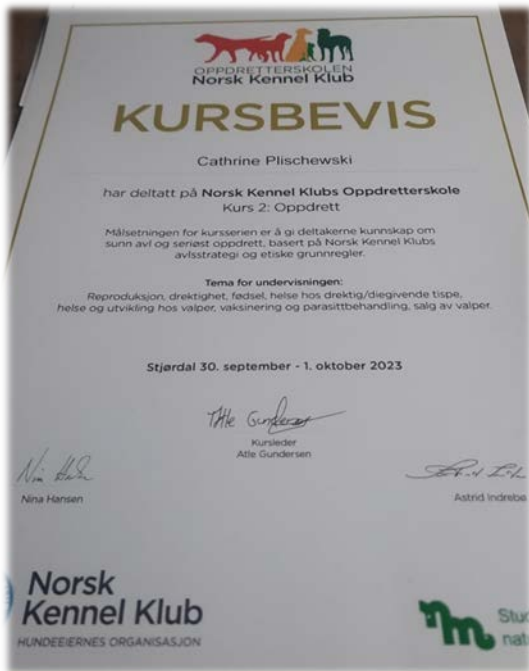 OPPDRETTERSKOLEN
Norsk Kennel Klub
KURSBEVIS
Cathrine Plischewski
har deltatt på Norsk Kennel Klubs Oppdretterskole
Kurs 2: Oppdrett
Målsetningen for kursserien er å gi deltakerne kunnskap om
sunn avl og seriøst oppdrett, basert på Norsk Kennel Klubs
avlsstrategi og etiske grunnregler.
Tema for undervisningen:
Reproduksjon, drektighet, fødsel, helse hos drektig/diegivende tispe,
helse og utvikling hos valper, vaksinering og parasittbehandling, salg av valper.
Stjørdal 30. september - 1. oktober 2023
Kursleder
Atle Gundersen
Nina Hansen
Astrid Indrebø
Norsk
Kennel Klub
HUNDEEIERNES ORGANISASJON